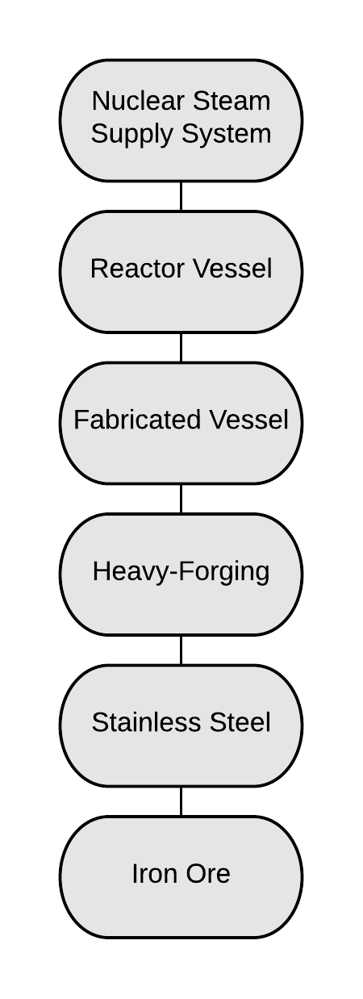 Nuclear Steam
Supply System
Reactor Vessel
Fabricated Vessel
Heavy-Forging
Stainless Steel
Iron Ore